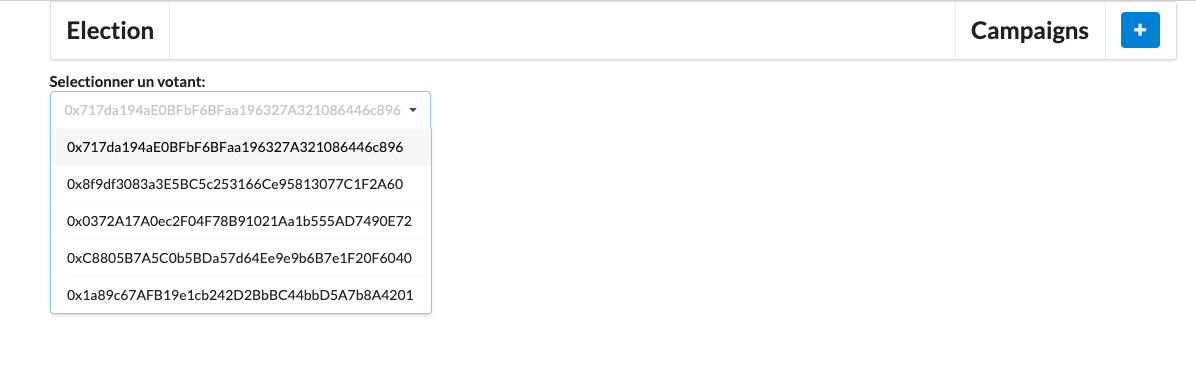 Election
Campaigns
Selectionner un votant:
0x717da194aE0BFbF6BFaa196327A321086446c896
0x717da194aE0BFbF6BFaa196327A321086446c896
0x8f9df3083a3E5BC5c253166Ce95813077C1F2A60
0x0372A17A0ec2F04F78B91021Aa1b555AD7490E72
0xC8805B7A5C0b5BDa57d64Ee9e9b6B7e1F20F6040
0x1a89c67AFB19e1cb242D2BbBC44bbD5A7b8A4201